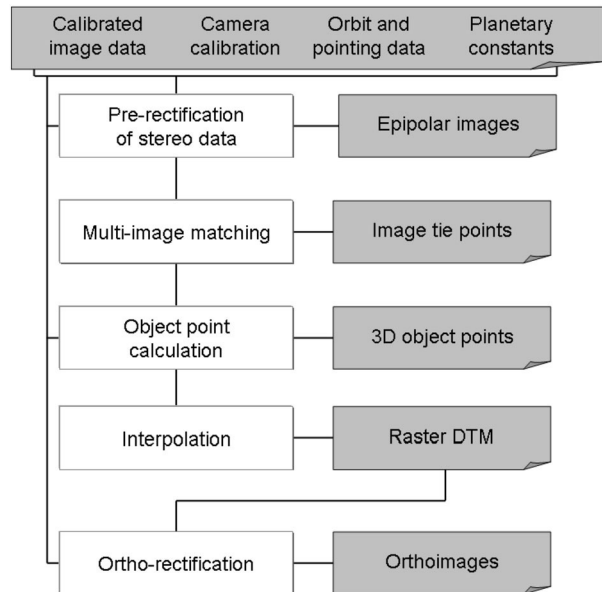 Calibrated image data
Camera calibration
Orbit and pointing data
Planetary constants
Pre-rectification of stereo data
Epipolar images
Multi-image matching
Image tie points
Object point calculation
3D object points
Interpolation
Raster DTM
Ortho-rectification
Orthoimages